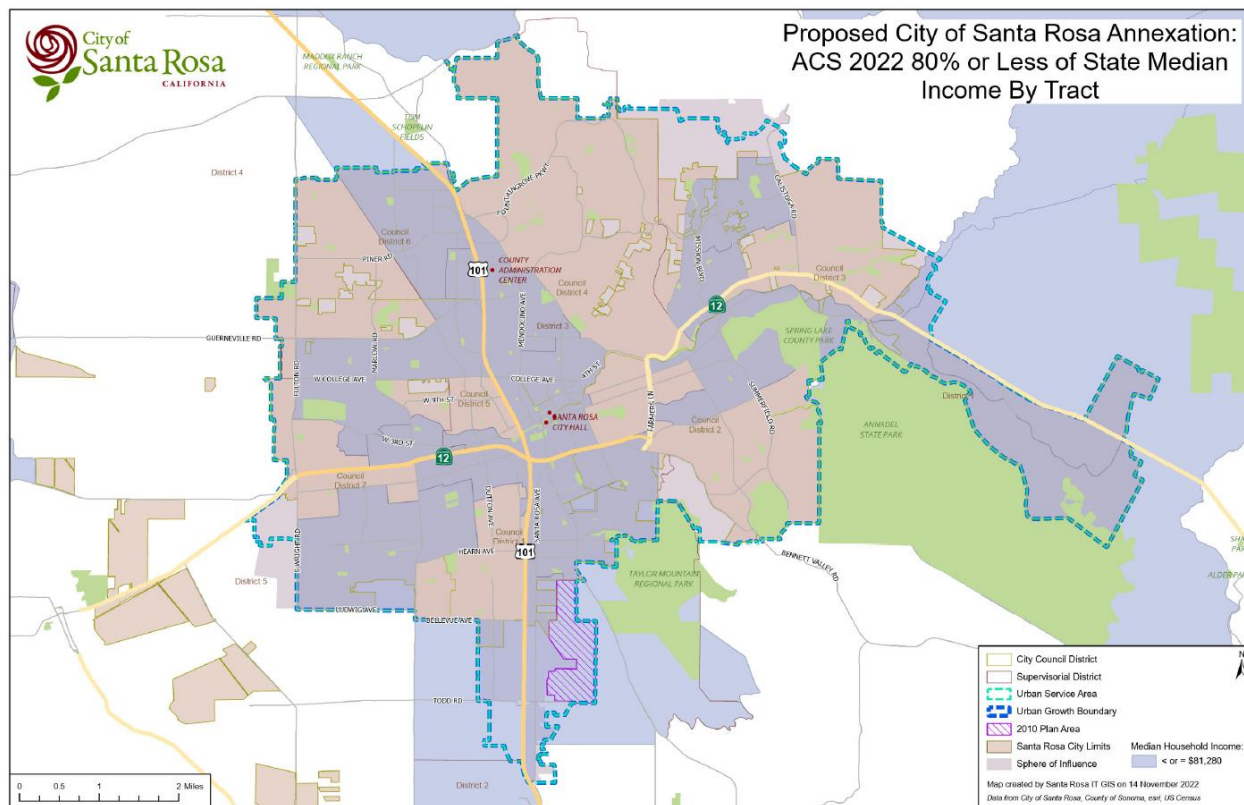 City of
Santa Rosa
CALIFORNIA
Proposed City of Santa Rosa Annexation:
ACS 2022 80% or Less of State Median
Income By Tract
MADDUX RANCH
REGIONAL PARK
TOM
SCHOPFLIN
FIELDS
District 4
FOUNTAINGROVE PKWY
CALISTOGA RD
Council
District 6
PINER RD
101
COUNTY
ADMINISTRATION
CENTER
Council
District 4
MISSION BLVD
Council
District 3
12
MENDOCINO AVE
District 3
SPRING LAKE
COUNTY PARK
GUERNEVILLE RD
MARLOW RD
FULTON RD
W COLLEGE AVE
COLLEGE AVE
4TH ST
W 9TH ST
Council
District 5
SANTA ROSA
CITY HALL
FARMERS LN
SUMMERFIELD RD
Council
District 2
ANNADEL
STATE PARK
W 3RD ST
12
Council
District 7
DUTTON AVE
SANTA ROSA AVE
Council
HEARN AVE
101
S WRIGHT RD
District 5
TAYLOR MOUNTAIN
REGIONAL PARK
BENNETT VALLEY RD
LUDWIG AVE
BELLEVUE AVE
TODD RD
District 2
N
City Council District
Supervisorial District
Urban Service Area
Urban Growth Boundary
2010 Plan Area
Santa Rosa City Limits
Sphere of Influence
Median Household Income:
< or = $81,280
Map created by Santa Rosa IT GIS on 14 November 2022
Data from City of Santa Rosa, County of Sonoma, esri, US Census
0 0.5 1 2 Miles